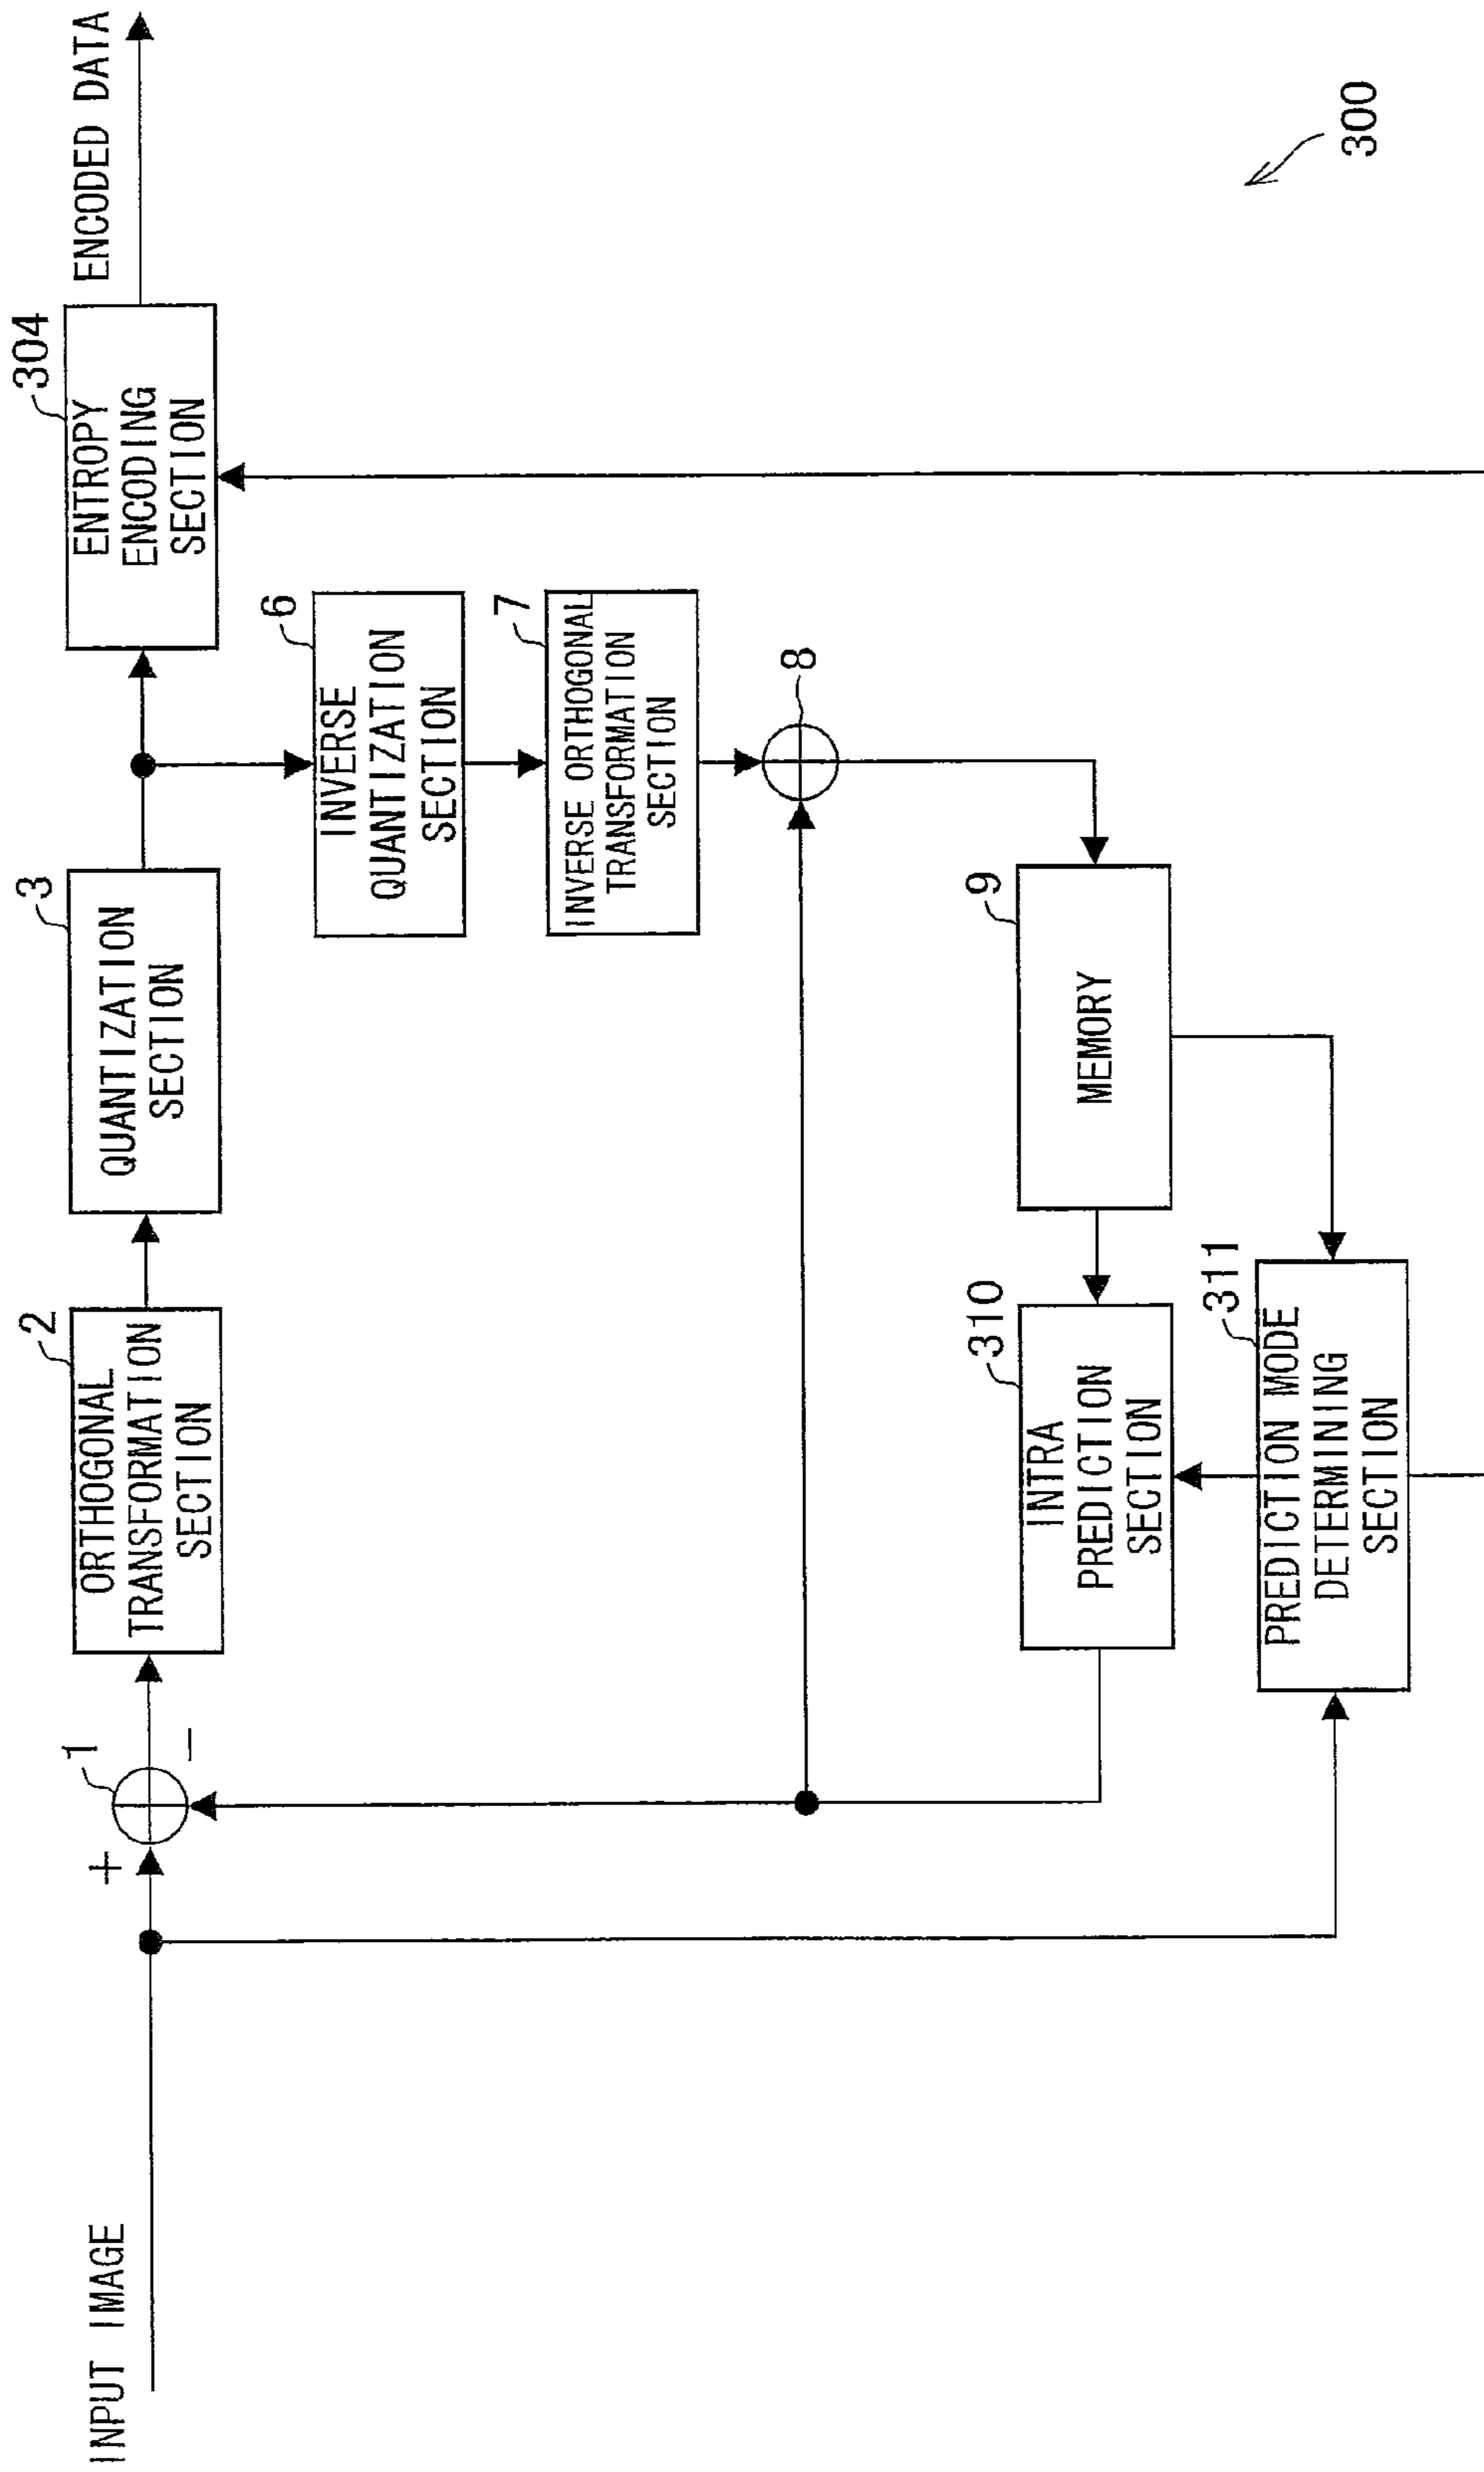 INPUT IMAGE
+
1
−
2
ORTHOGONAL
TRANSFORMATION
SECTION
3
QUANTIZATION
SECTION
304
ENTROPY
ENCODING
SECTION
ENCODED DATA
6
INVERSE
QUANTIZATION
SECTION
7
INVERSE ORTHOGONAL
TRANSFORMATION
SECTION
8
9
MEMORY
310
INTRA
PREDICTION
SECTION
311
PREDICTION MODE
DETERMINING
SECTION
300